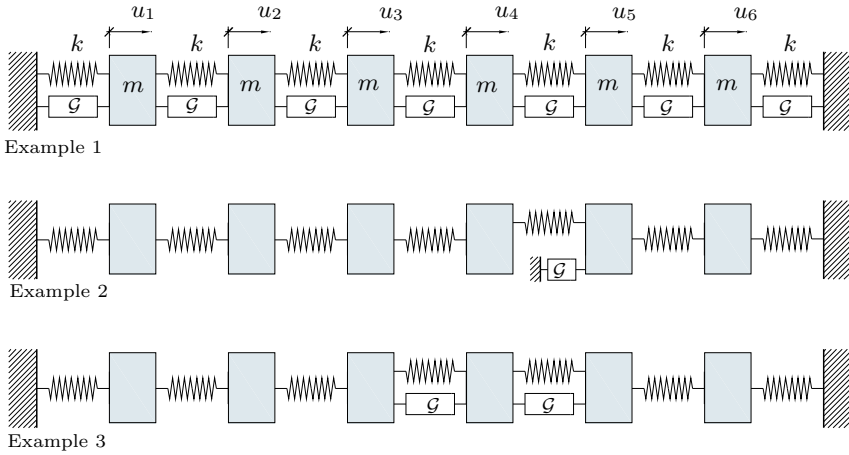 u₁ u₂ u₃ u₄ u₅ u₆
k k k k k k k
m m m m m m
𝒢 𝒢 𝒢 𝒢 𝒢 𝒢 𝒢
Example 1
𝒢
Example 2
𝒢 𝒢
Example 3